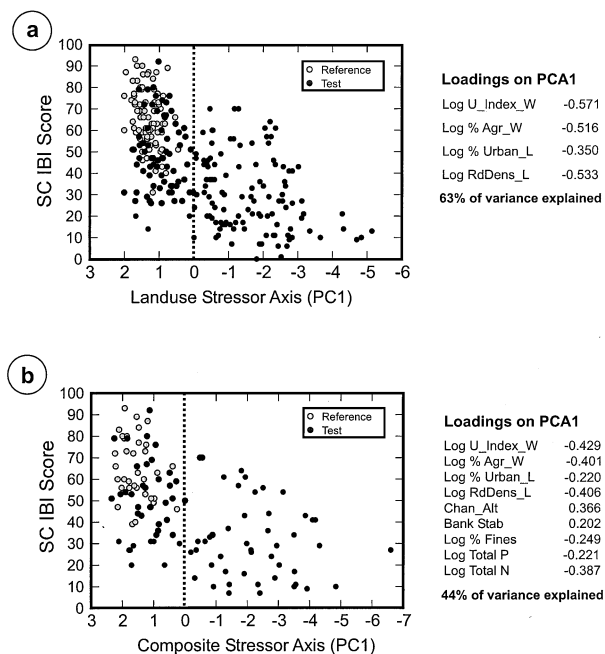 a
100
90
80
70
60
50
40
30
20
10
0
SC IBI Score
Reference
Test
3 2 1 0 -1 -2 -3 -4 -5 -6
Landuse Stressor Axis (PC1)
Loadings on PCA1
Log U_Index_W -0.571
Log % Agr_W -0.516
Log % Urban_L -0.350
Log RdDens_L -0.533
63% of variance explained
b
100
90
80
70
60
50
40
30
20
10
0
SC IBI Score
Reference
Test
3 2 1 0 -1 -2 -3 -4 -5 -6 -7
Composite Stressor Axis (PC1)
Loadings on PCA1
Log U_Index_W -0.429
Log % Agr_W -0.401
Log % Urban_L -0.220
Log RdDens_L -0.406
Chan_Alt 0.366
Bank Stab 0.202
Log % Fines -0.249
Log Total P -0.221
Log Total N -0.387
44% of variance explained